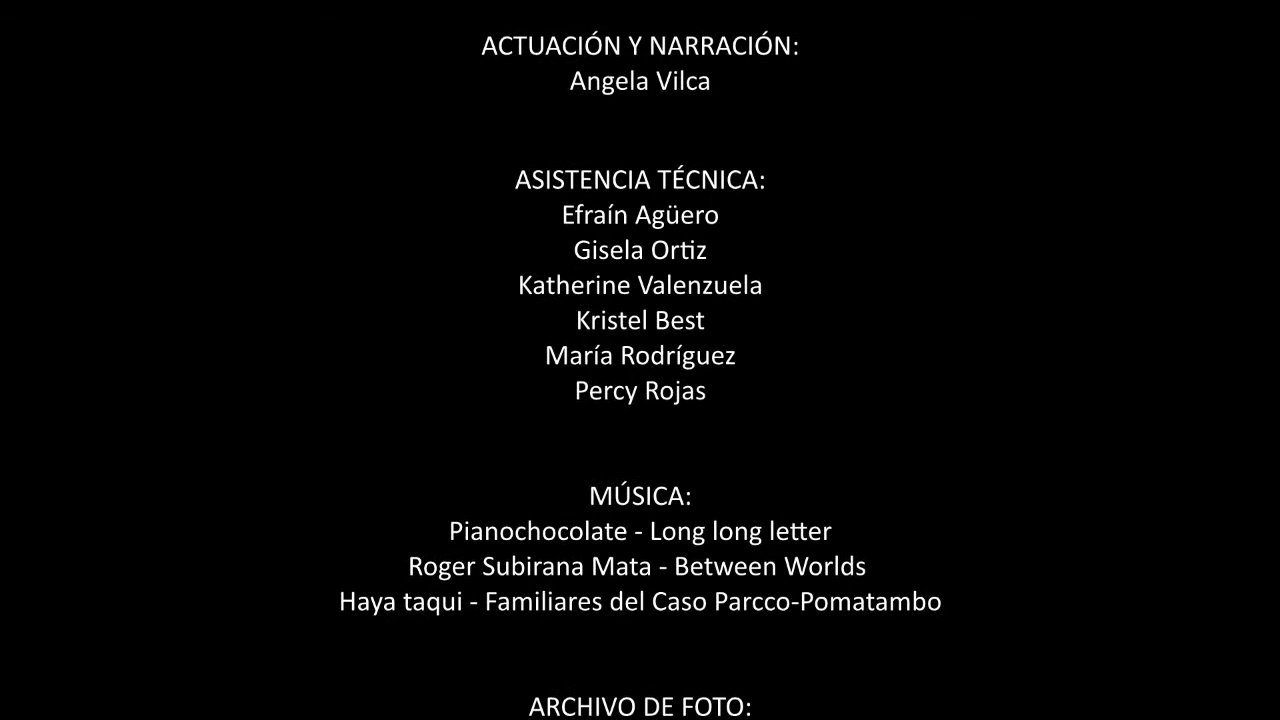 ACTUACIÓN Y NARRACIÓN:
Angela Vilca
ASISTENCIA TÉCNICA:
Efraín Agüero
Gisela Ortiz
Katherine Valenzuela
Kristel Best
María Rodríguez
Percy Rojas
MÚSICA:
Pianochocolate - Long long letter
Roger Subirana Mata - Between Worlds
Haya taqui - Familiares del Caso Parcco-Pomatambo
ARCHIVO DE FOTO: